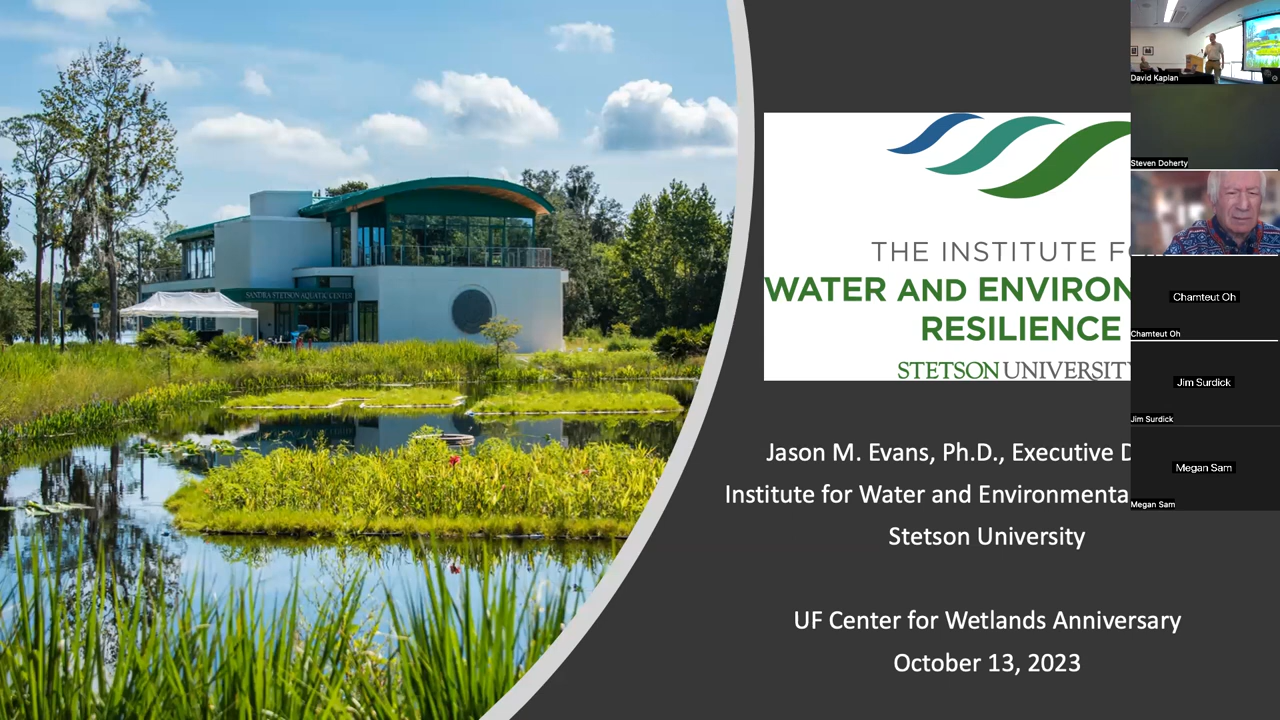 SANDRA STETSON AQUATIC CENTER
THE INSTITUTE FO
WATER AND ENVIRON
RESILIENCE
STETSON UNIVERSITY
Jason M. Evans, Ph.D., Executive D
Institute for Water and Environmenta
Stetson University
UF Center for Wetlands Anniversary
October 13, 2023
David Kaplan
Steven Doherty
Chamteut Oh
Chamteut Oh
Jim Surdick
Jim Surdick
Megan Sam
Megan Sam